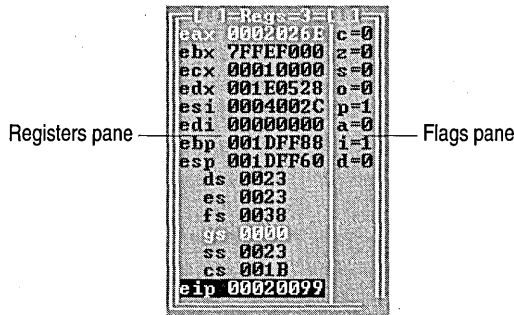 Regs=3
eax 0002026E c=0
ebx 7FFEF000 z=0
ecx 00010000 s=0
edx 001E0528 o=0
esi 0004002C p=1
edi 00000000 a=0
ebp 001DFF88 i=1
esp 001DFF60 d=0
ds 0023
es 0023
fs 0038
gs 0000
ss 0023
cs 001B
eip 00020099
Registers pane
Flags pane